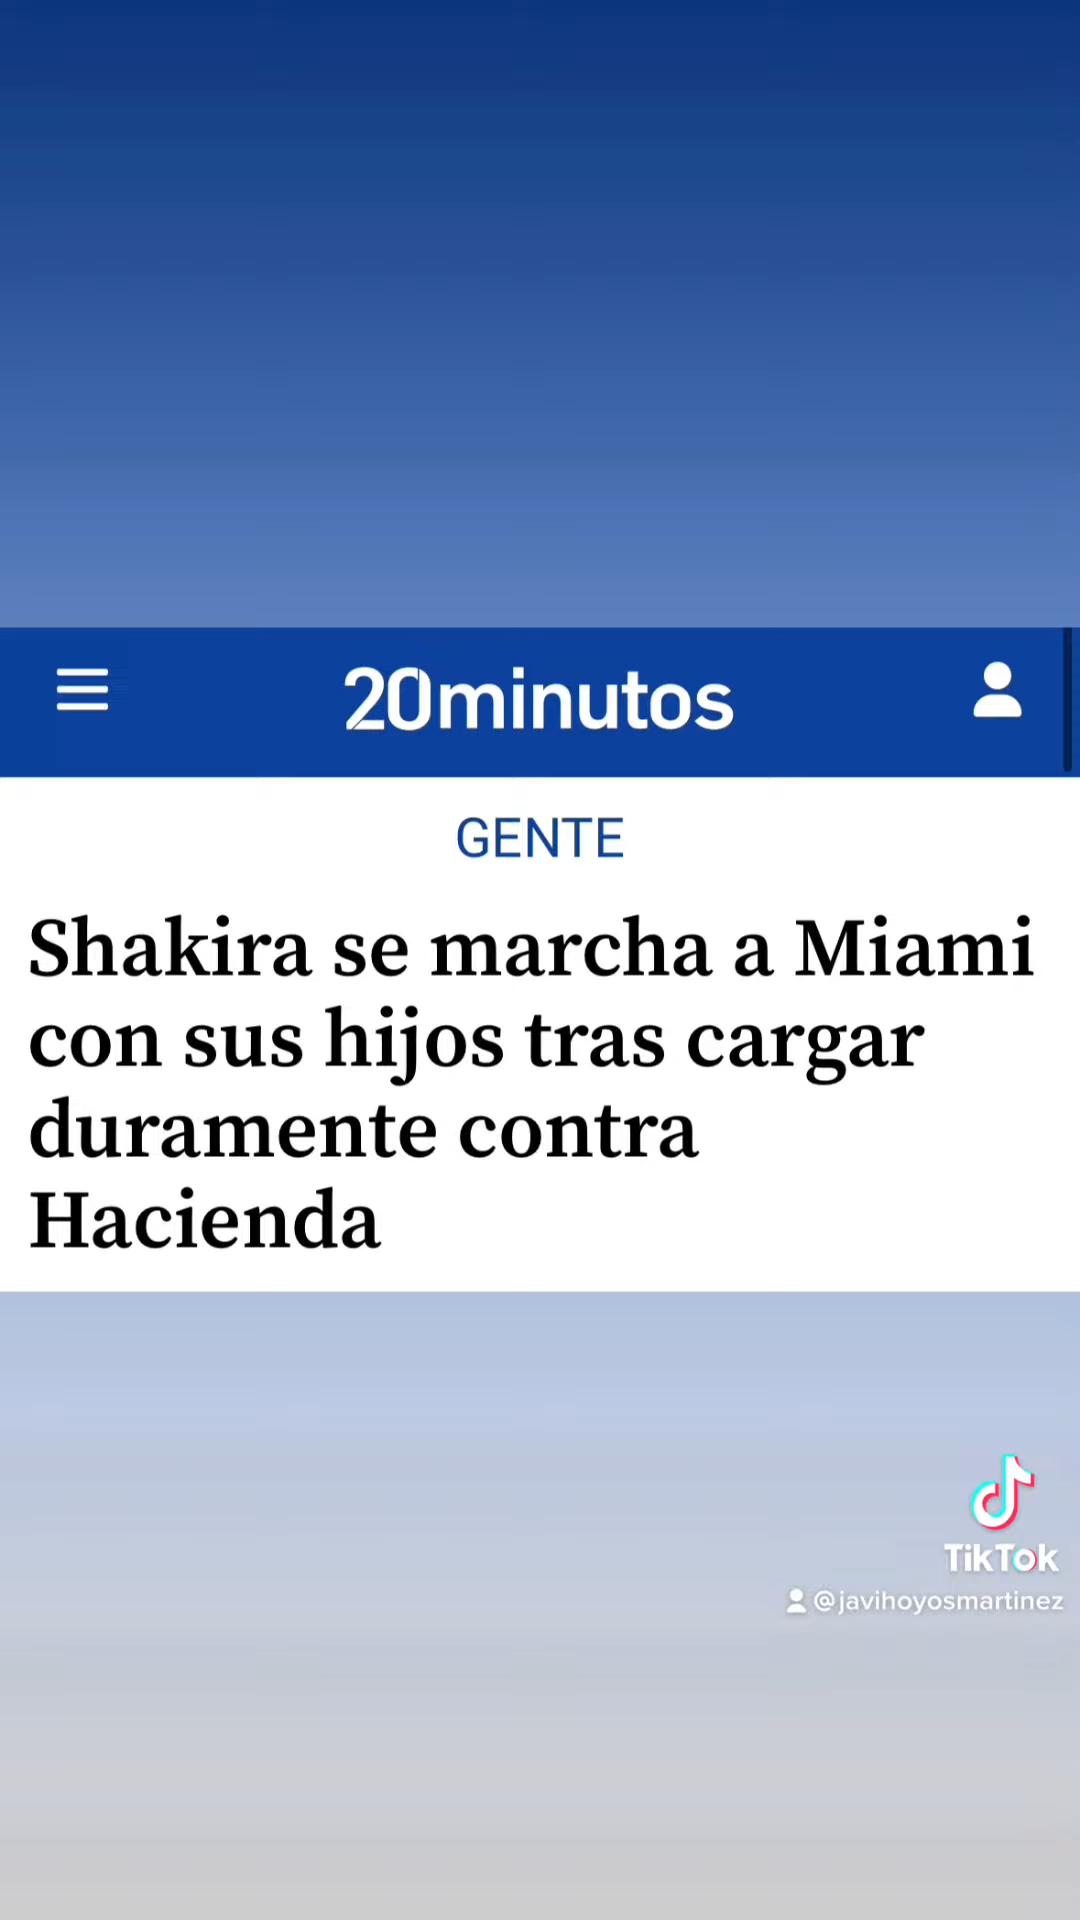 20minutos
GENTE
Shakira se marcha a Miami
con sus hijos tras cargar
duramente contra
Hacienda
TikTok
@javihoyosmartinez